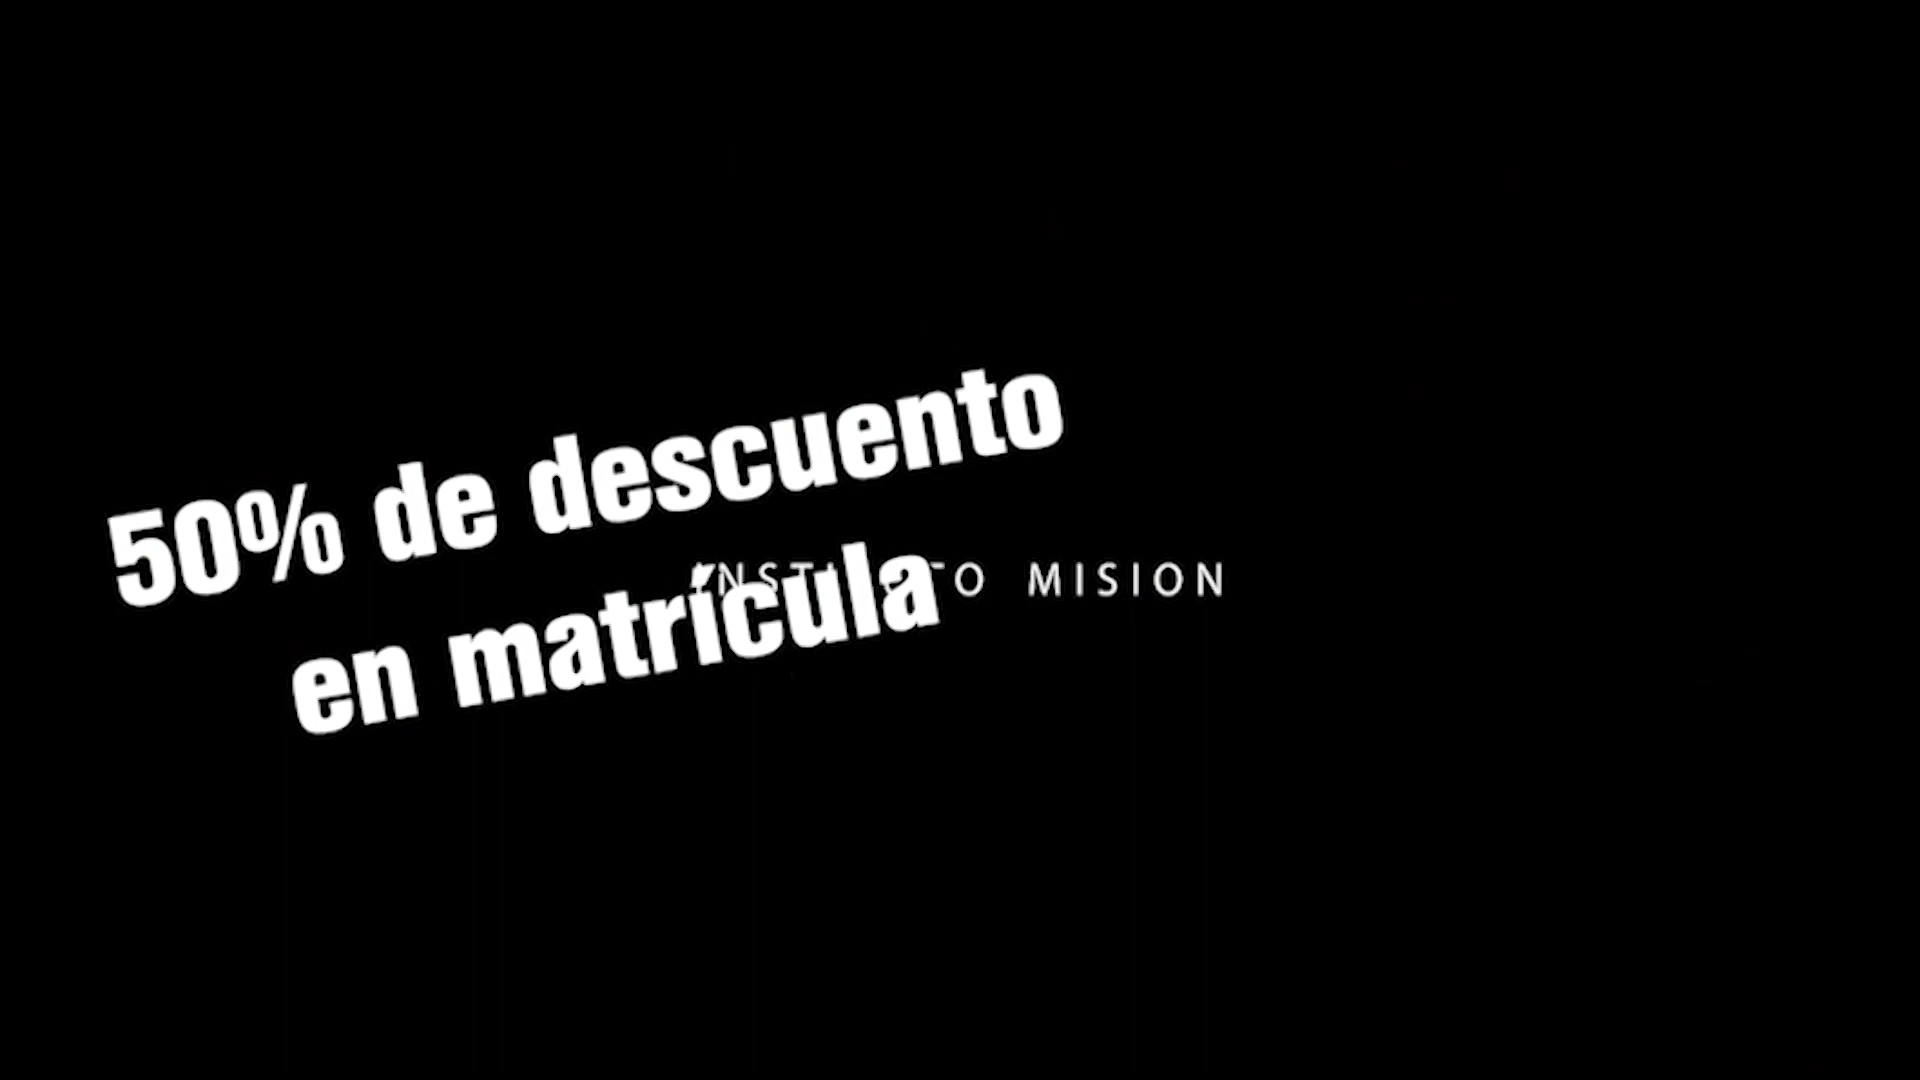 50% de descuento
en matrícula
MISION